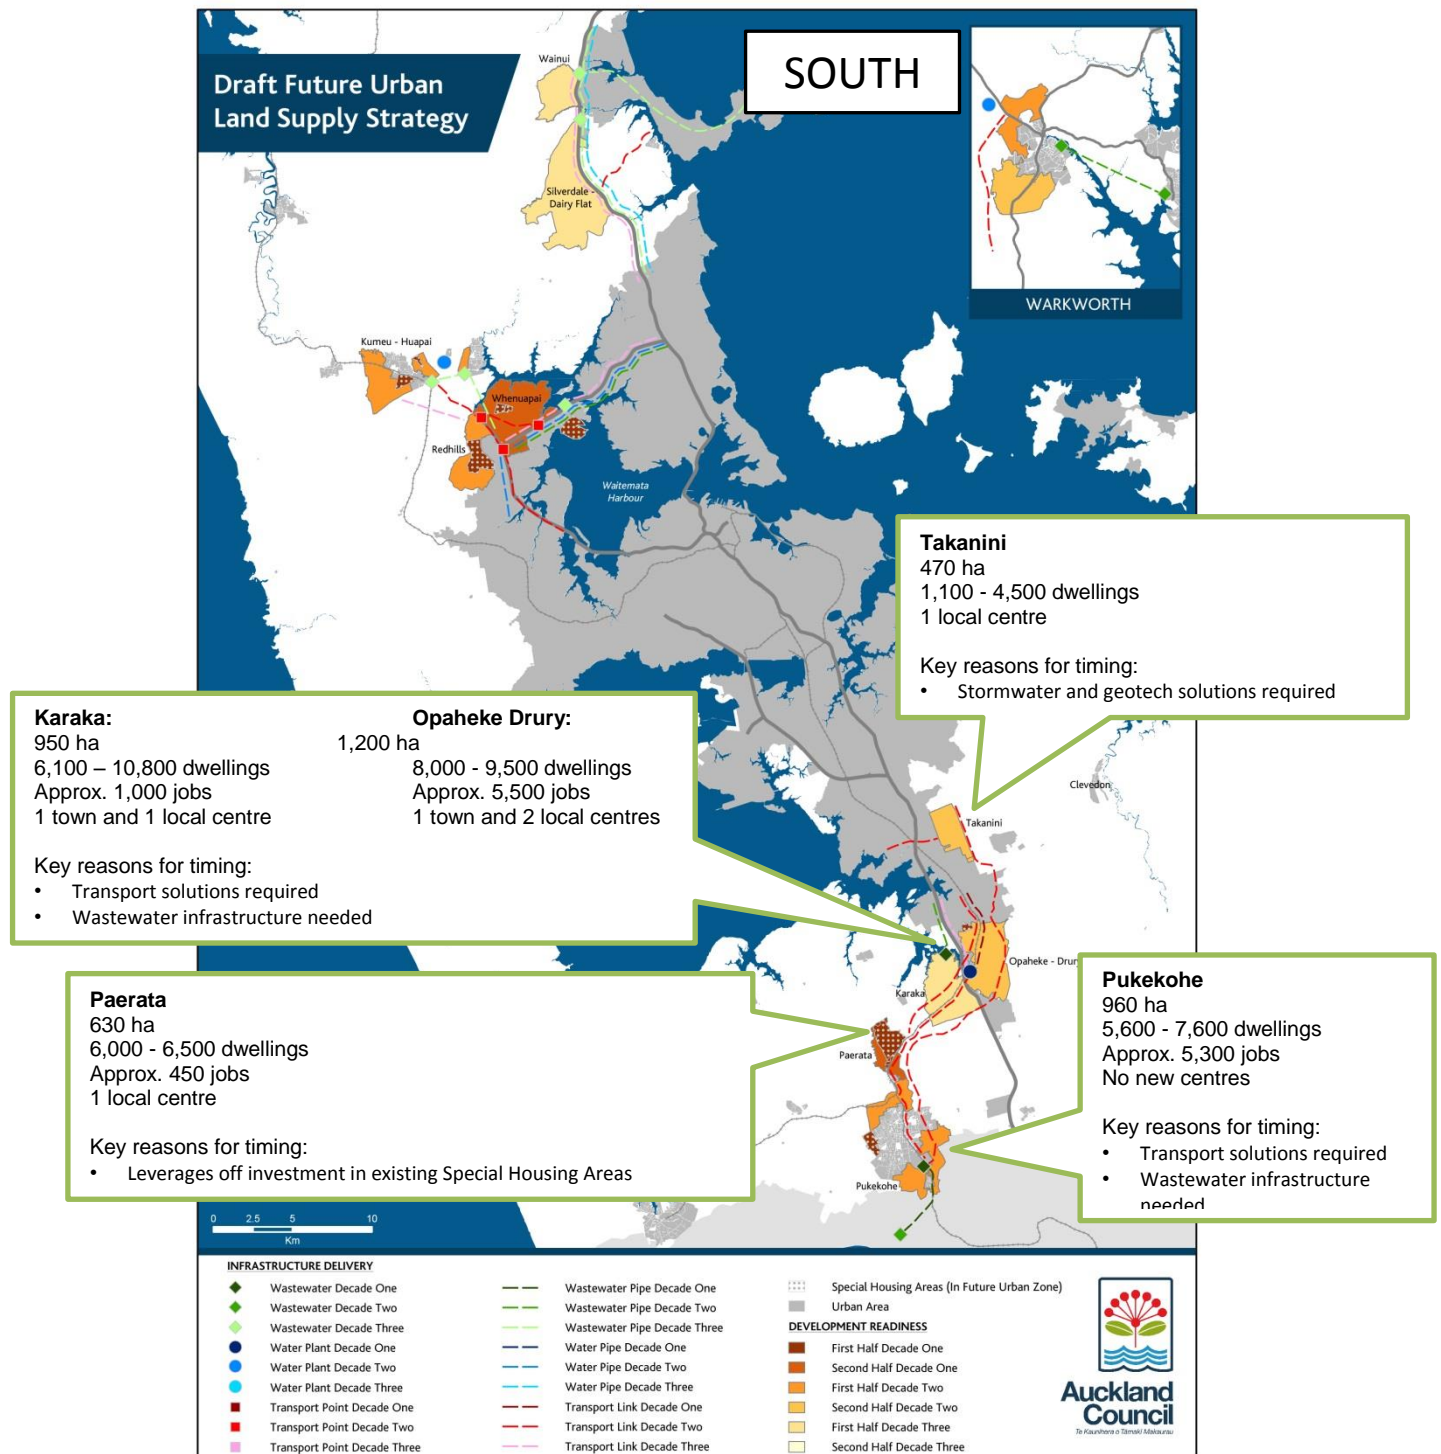 Draft Future Urban
Land Supply Strategy
SOUTH
Wainui
Silverdale -
Dairy Flat
WARKWORTH
Kumeu - Huapai
Whenuapai
Redhills
Waitemata
Harbour
Takanini
470 ha
1,100 - 4,500 dwellings
1 local centre
Key reasons for timing:
• Stormwater and geotech solutions required
Karaka:
950 ha
6,100 – 10,800 dwellings
Approx. 1,000 jobs
1 town and 1 local centre
Opaheke Drury:
1,200 ha
8,000 - 9,500 dwellings
Approx. 5,500 jobs
1 town and 2 local centres
Key reasons for timing:
• Transport solutions required
• Wastewater infrastructure needed
Clevedon
Takanini
Opaheke - Drury
Karaka
Paerata
Pukekohe
Paerata
630 ha
6,000 - 6,500 dwellings
Approx. 450 jobs
1 local centre
Key reasons for timing:
• Leverages off investment in existing Special Housing Areas
Pukekohe
960 ha
5,600 - 7,600 dwellings
Approx. 5,300 jobs
No new centres
Key reasons for timing:
• Transport solutions required
• Wastewater infrastructure
needed
0 2.5 5 10
Km
INFRASTRUCTURE DELIVERY
Wastewater Decade One
Wastewater Decade Two
Wastewater Decade Three
Water Plant Decade One
Water Plant Decade Two
Water Plant Decade Three
Transport Point Decade One
Transport Point Decade Two
Transport Point Decade Three
Wastewater Pipe Decade One
Wastewater Pipe Decade Two
Wastewater Pipe Decade Three
Water Pipe Decade One
Water Pipe Decade Two
Water Pipe Decade Three
Transport Link Decade One
Transport Link Decade Two
Transport Link Decade Three
Special Housing Areas (In Future Urban Zone)
Urban Area
DEVELOPMENT READINESS
First Half Decade One
Second Half Decade One
First Half Decade Two
Second Half Decade Two
First Half Decade Three
Second Half Decade Three
Auckland
Council
Te Kaunihera o Tāmaki Makaurau